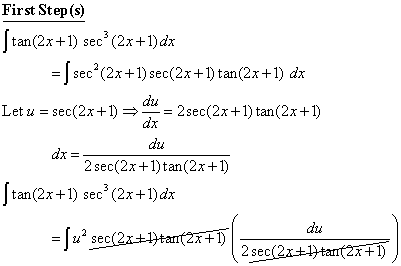 First Step(s)
∫tan(2x+1) sec³(2x+1)dx
=∫sec²(2x+1)sec(2x+1)tan(2x+1) dx
Let u = sec(2x+1) ⇒ du/dx = 2sec(2x+1)tan(2x+1)
dx = du/(2sec(2x+1)tan(2x+1))
∫tan(2x+1) sec³(2x+1)dx
=∫u² sec(2x+1)tan(2x+1) (du/(2sec(2x+1)tan(2x+1)))